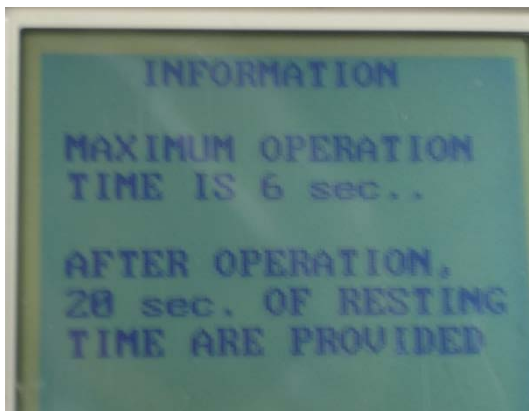 INFORMATION
MAXIMUM OPERATION
TIME IS 6 sec..
AFTER OPERATION,
20 sec. OF RESTING
TIME ARE PROVIDED